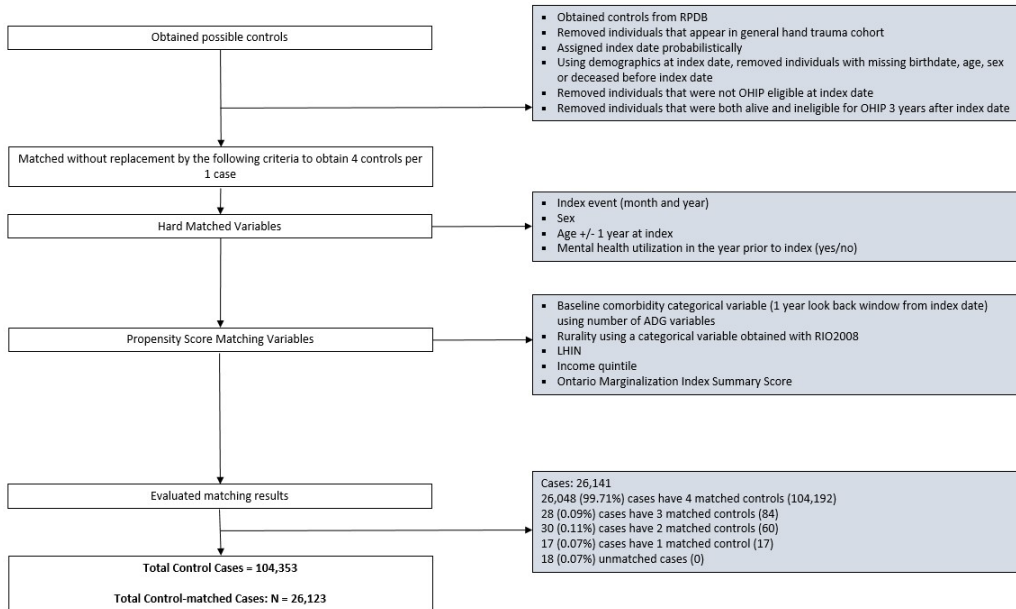 Obtained possible controls
▪ Obtained controls from RPDB
▪ Removed individuals that appear in general hand trauma cohort
▪ Assigned index date probabilistically
▪ Using demographics at index date, removed individuals with missing birthdate, age, sex
or deceased before index date
▪ Removed individuals that were not OHIP eligible at index date
▪ Removed individuals that were both alive and ineligible for OHIP 3 years after index date
Matched without replacement by the following criteria to obtain 4 controls per
1 case
Hard Matched Variables
▪ Index event (month and year)
▪ Sex
▪ Age +/- 1 year at index
▪ Mental health utilization in the year prior to index (yes/no)
Propensity Score Matching Variables
▪ Baseline comorbidity categorical variable (1 year look back window from index date)
using number of ADG variables
▪ Rurality using a categorical variable obtained with RIO2008
▪ LHIN
▪ Income quintile
▪ Ontario Marginalization Index Summary Score
Evaluated matching results
Cases: 26,141
26,048 (99.71%) cases have 4 matched controls (104,192)
28 (0.09%) cases have 3 matched controls (84)
30 (0.11%) cases have 2 matched controls (60)
17 (0.07%) cases have 1 matched control (17)
18 (0.07%) unmatched cases (0)
Total Control Cases = 104,353
Total Control-matched Cases: N = 26,123